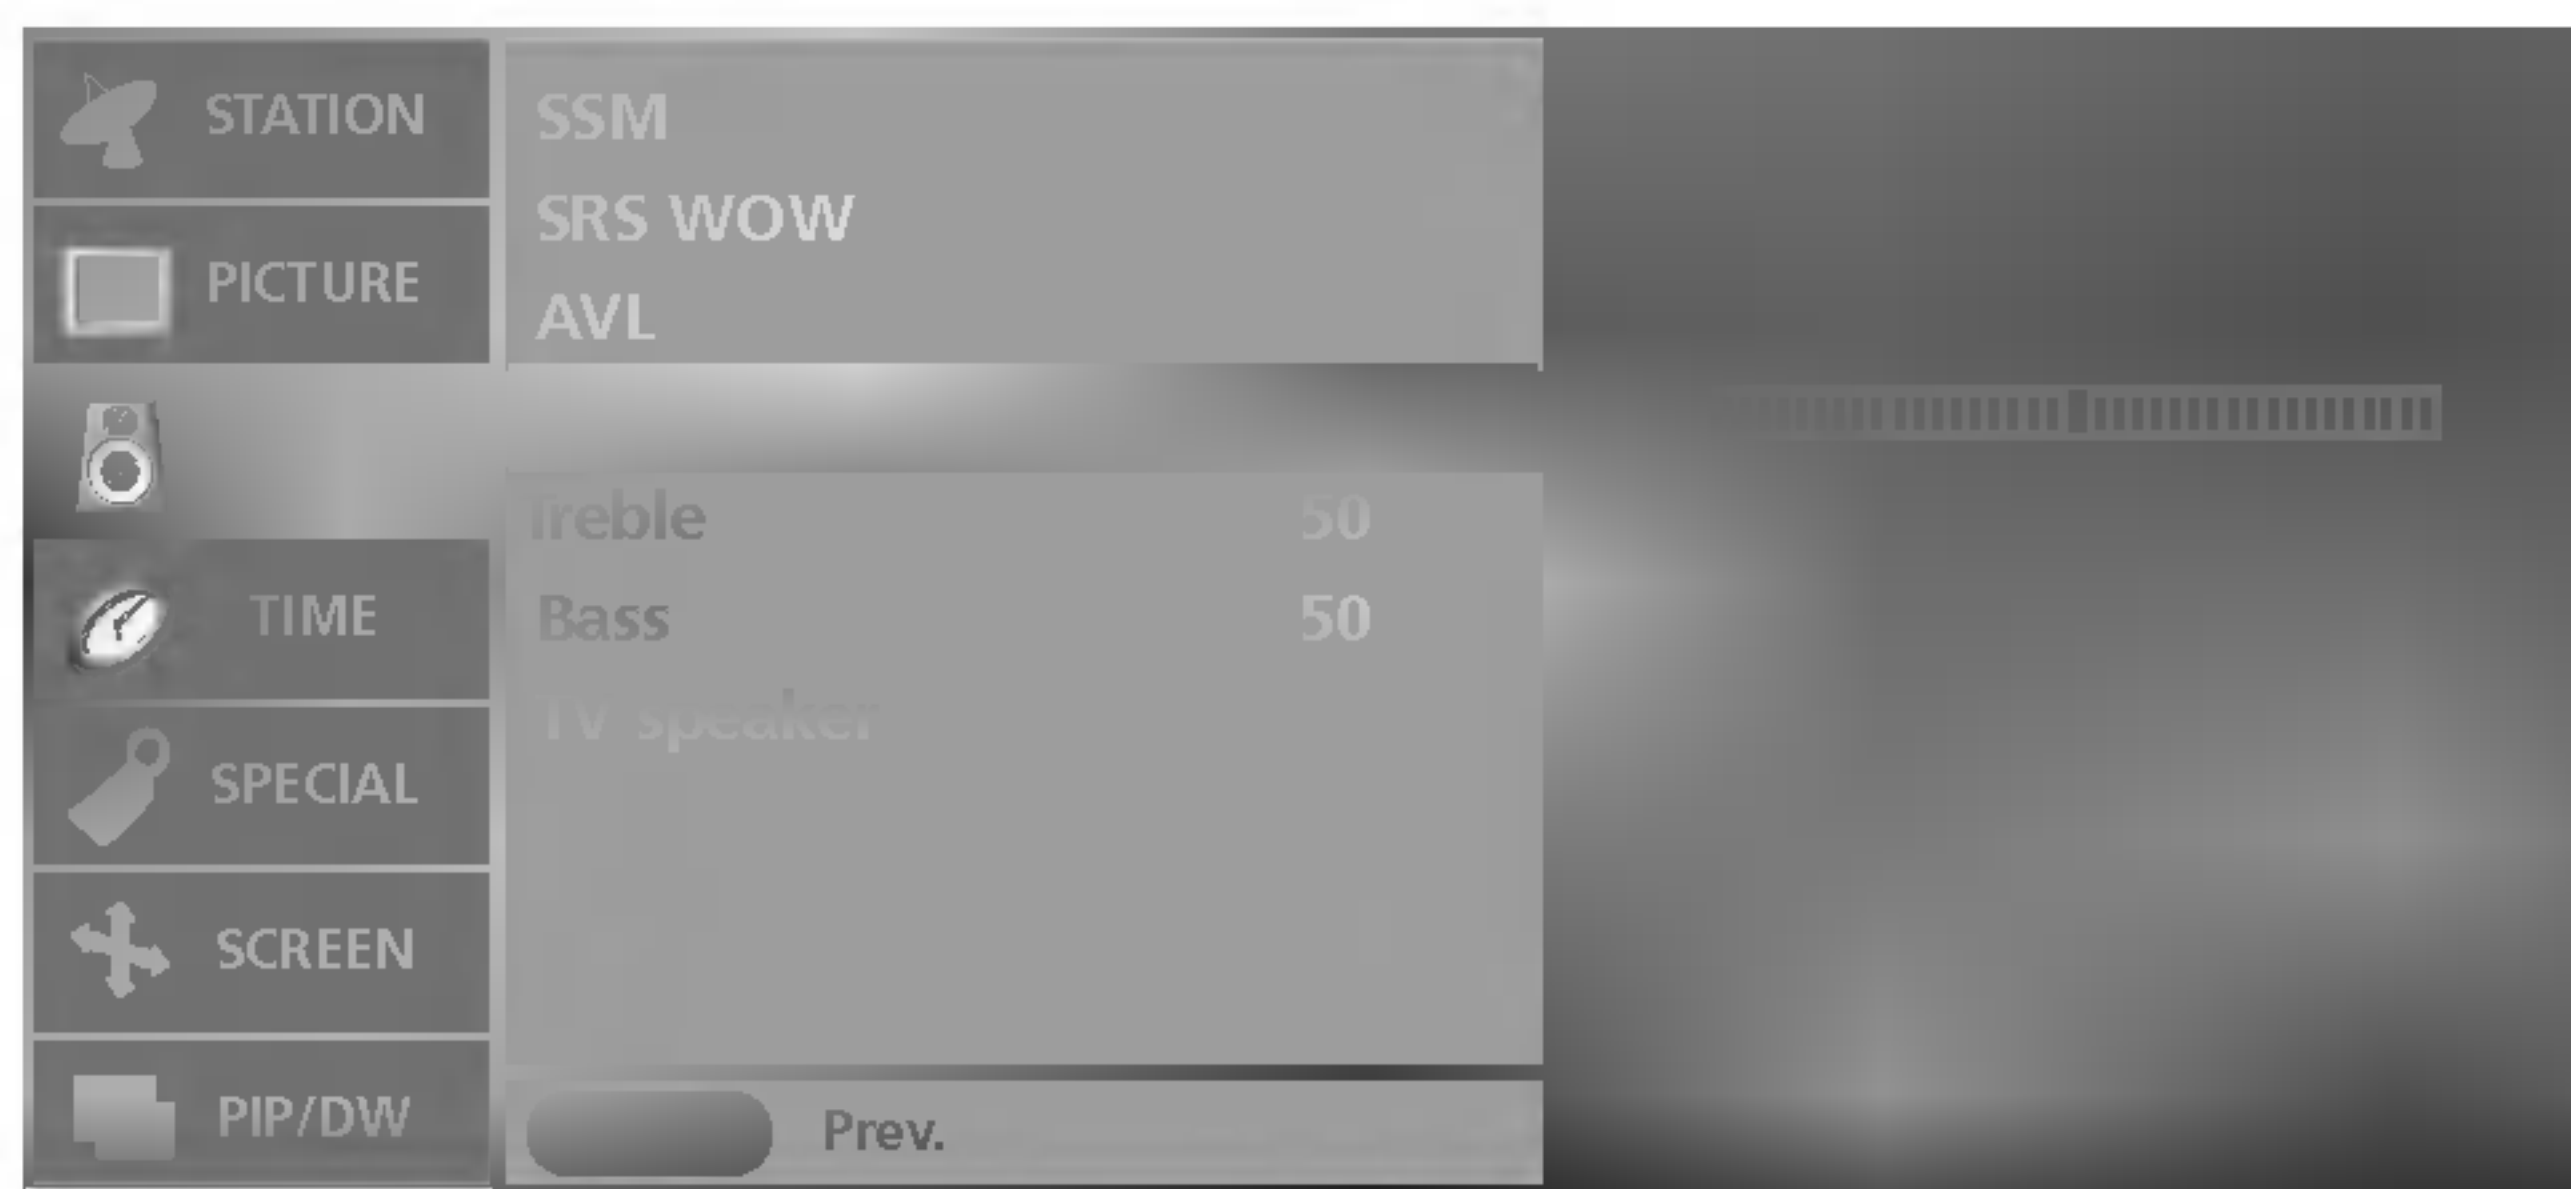 STATION
PICTURE
TIME
SPECIAL
SCREEN
PIP/DW
SSM
SRS WOW
AVL
Treble 50
Bass 50
TV speaker
Prev.